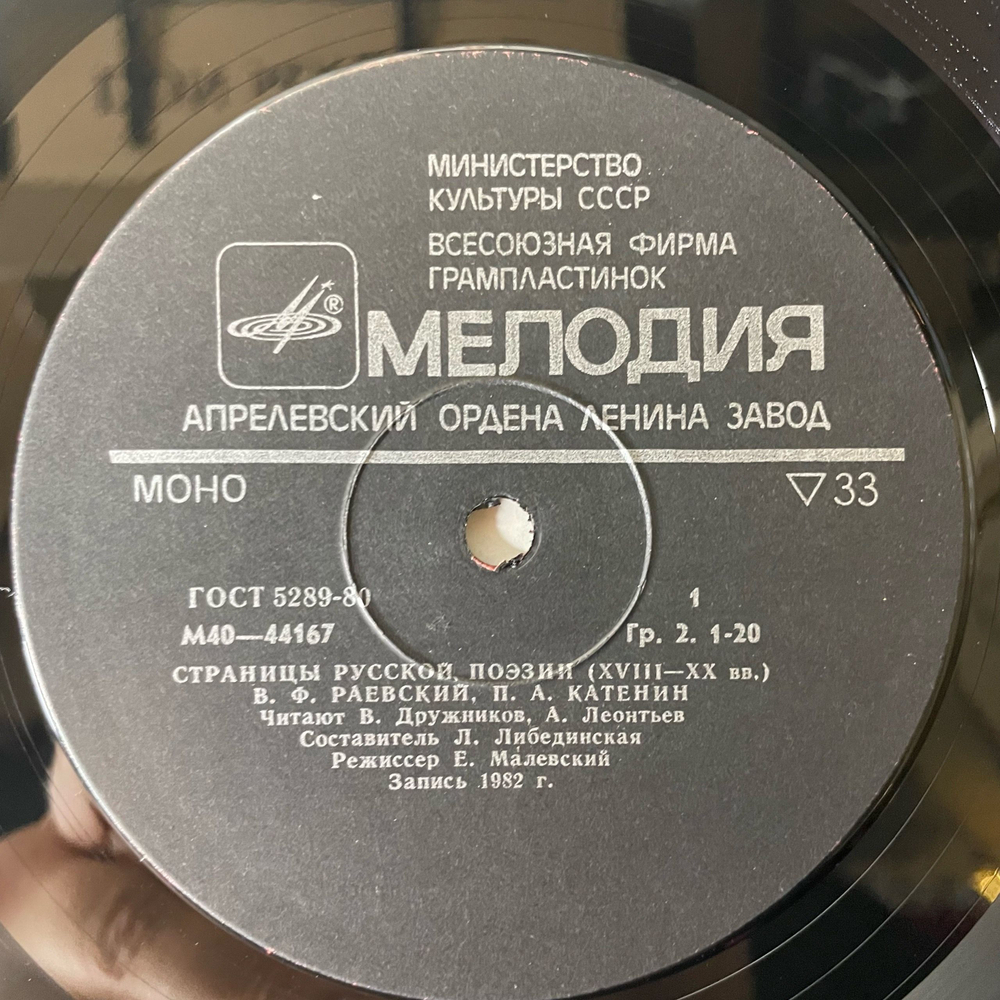 МИНИСТЕРСТВО
КУЛЬТУРЫ СССР
ВСЕСОЮЗНАЯ ФИРМА
ГРАМПЛАСТИНОК
®
МЕЛОДИЯ
АПРЕЛЕВСКИЙ ОРДЕНА ЛЕНИНА ЗАВОД
МОНО ▽33
ГОСТ 5289-80 1
М40—44167 Гр. 2. 1-20
СТРАНИЦЫ РУССКОЙ ПОЭЗИИ (XVIII—XX вв.)
В. Ф. РАЕВСКИЙ, П. А. КАТЕНИН
Читают В. Дружников, А. Леонтьев
Составитель Л. Либединская
Режиссер Е. Малевский
Запись 1982 г.